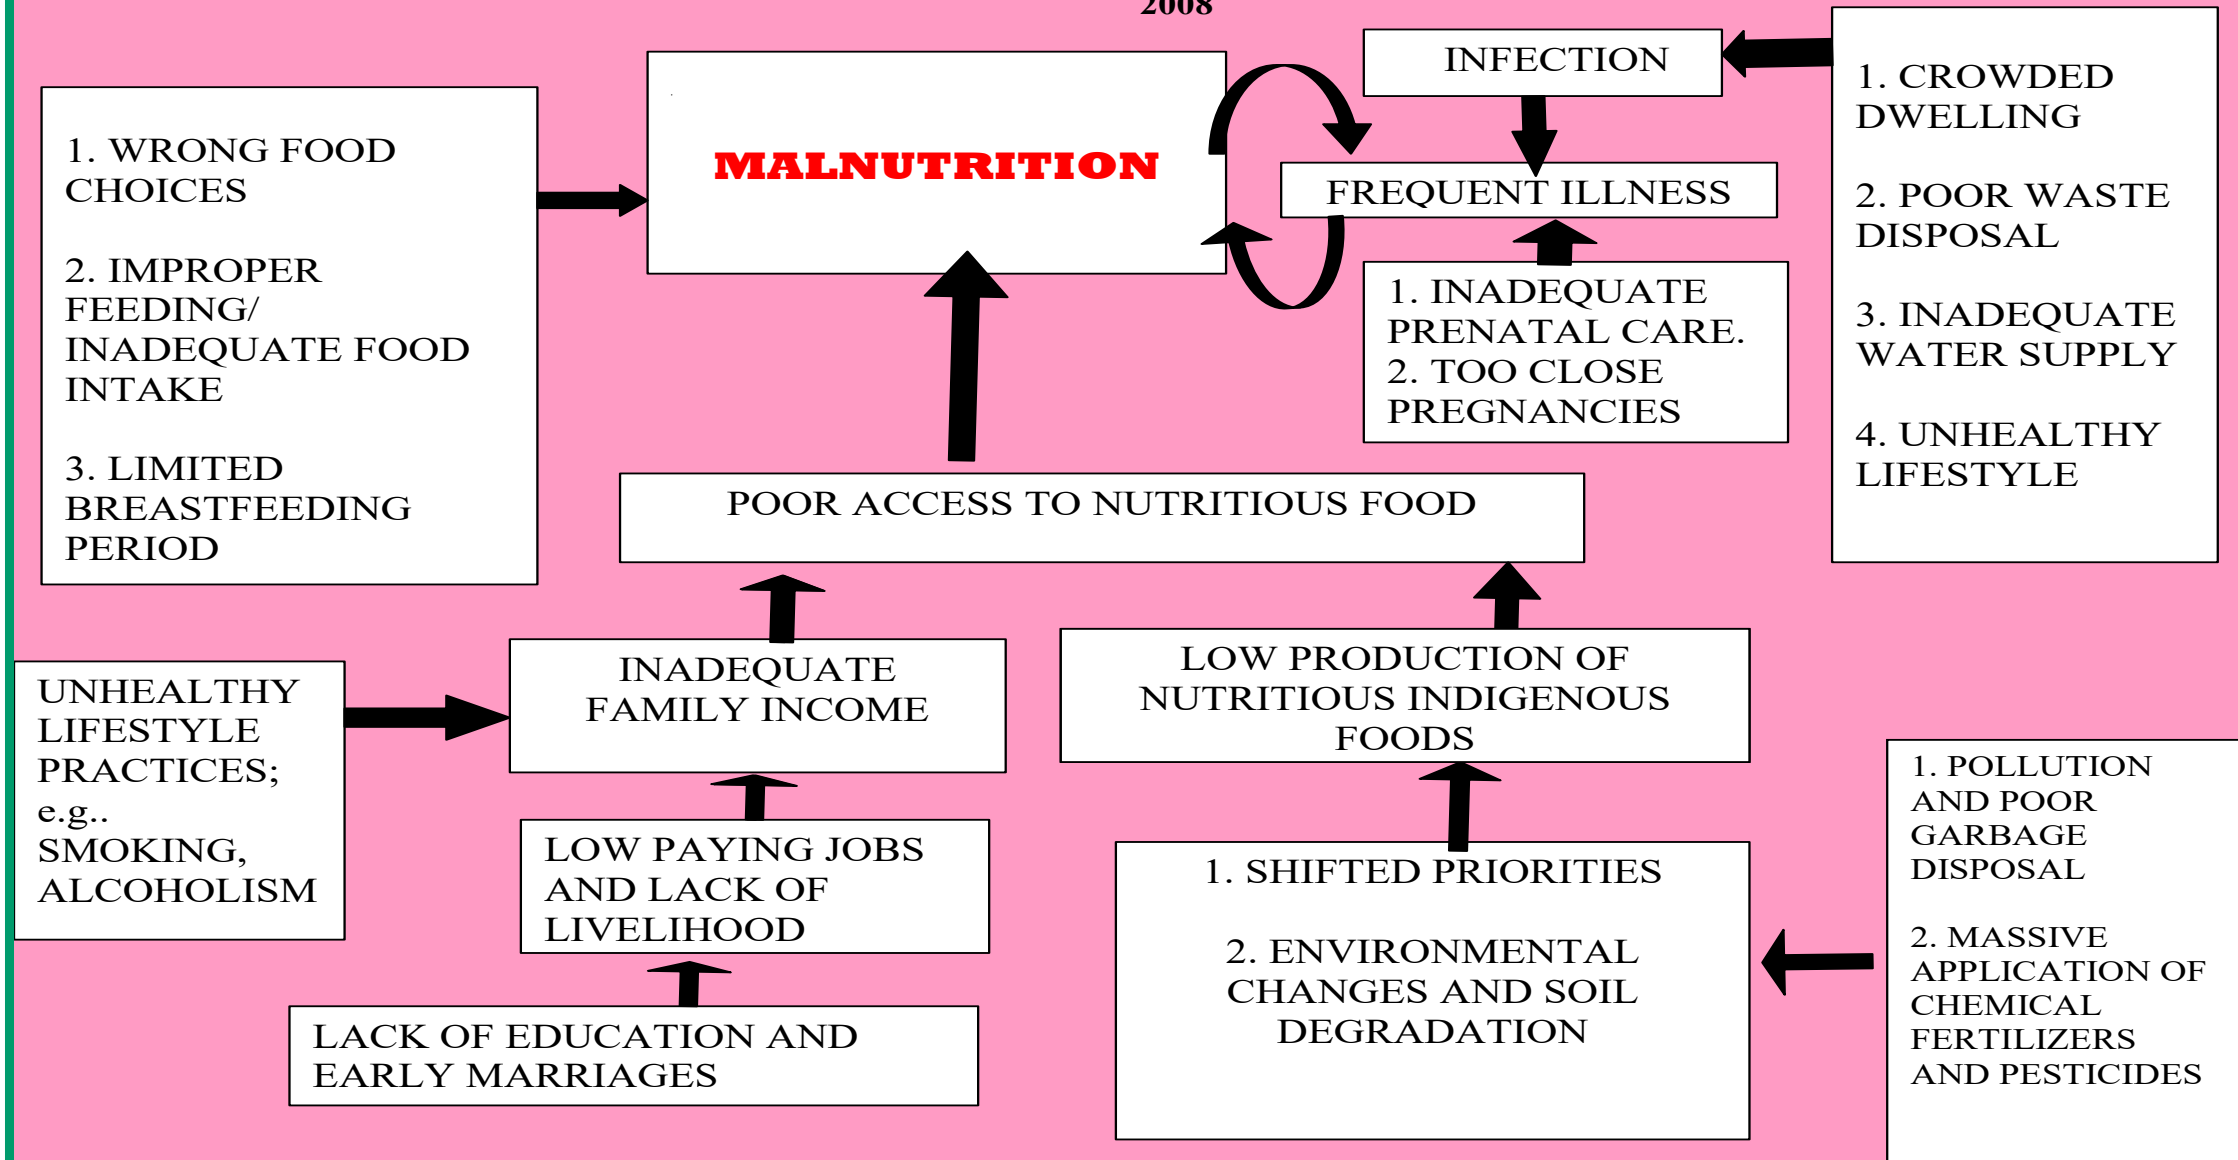 2008
1. WRONG FOOD
CHOICES
2. IMPROPER
FEEDING/
INADEQUATE FOOD
INTAKE
3. LIMITED
BREASTFEEDING
PERIOD
MALNUTRITION
INFECTION
FREQUENT ILLNESS
1. INADEQUATE
PRENATAL CARE.
2. TOO CLOSE
PREGNANCIES
1. CROWDED
DWELLING
2. POOR WASTE
DISPOSAL
3. INADEQUATE
WATER SUPPLY
4. UNHEALTHY
LIFESTYLE
POOR ACCESS TO NUTRITIOUS FOOD
UNHEALTHY
LIFESTYLE
PRACTICES;
e.g..
SMOKING,
ALCOHOLISM
INADEQUATE
FAMILY INCOME
LOW PAYING JOBS
AND LACK OF
LIVELIHOOD
LACK OF EDUCATION AND
EARLY MARRIAGES
LOW PRODUCTION OF
NUTRITIOUS INDIGENOUS
FOODS
1. SHIFTED PRIORITIES
2. ENVIRONMENTAL
CHANGES AND SOIL
DEGRADATION
1. POLLUTION
AND POOR
GARBAGE
DISPOSAL
2. MASSIVE
APPLICATION OF
CHEMICAL
FERTILIZERS
AND PESTICIDES